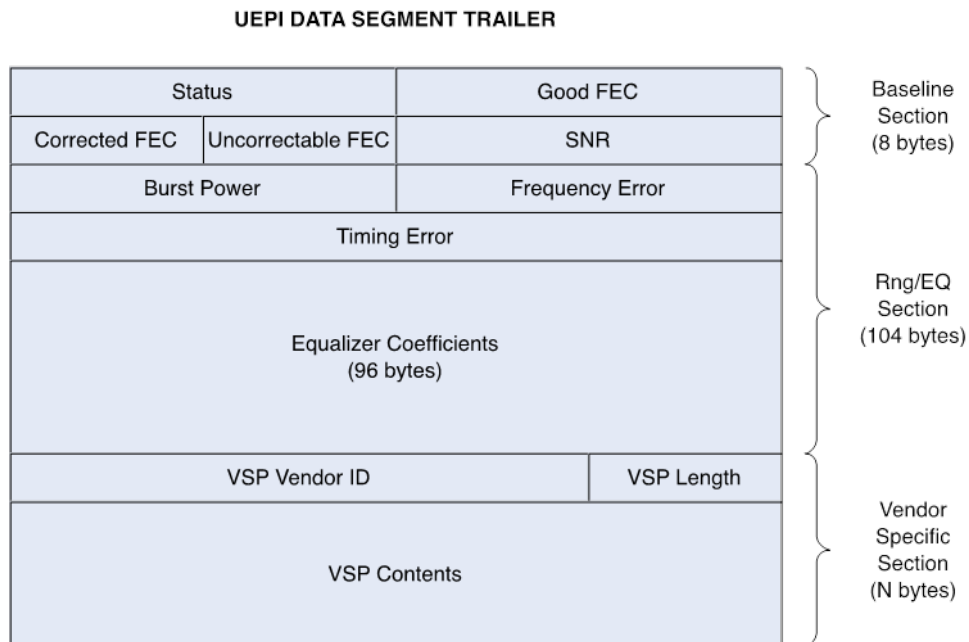 UEPI DATA SEGMENT TRAILER
Status
Good FEC
Corrected FEC
Uncorrectable FEC
SNR
Baseline
Section
(8 bytes)
Burst Power
Frequency Error
Timing Error
Equalizer Coefficients
(96 bytes)
Rng/EQ
Section
(104 bytes)
VSP Vendor ID
VSP Length
VSP Contents
Vendor
Specific
Section
(N bytes)